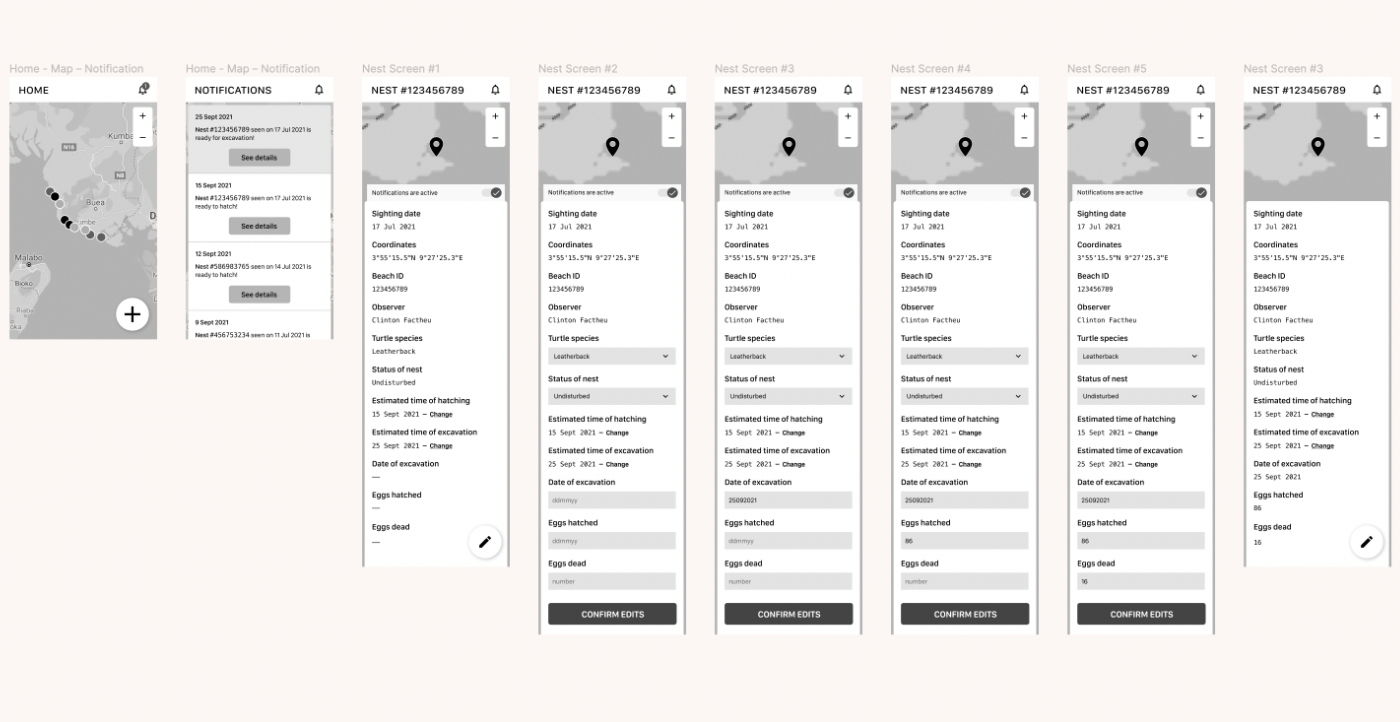 Home - Map – Notification
HOME
1
+
−
Kumba
N16
N8
Buea
Limbe
D
Malabo
Bioko
Riaba
oka
Home - Map – Notification
NOTIFICATIONS
25 Sept 2021
Nest #123456789 seen on 17 Jul 2021 is
ready for excavation!
See details
15 Sept 2021
Nest #123456789 seen on 17 Jul 2021 is
ready to hatch!
See details
12 Sept 2021
Nest #586983765 seen on 14 Jul 2021 is
ready to hatch!
See details
9 Sept 2021
Nest #456753234 seen on 11 Jul 2021 is
Nest Screen #1
NEST #123456789
+
−
Notifications are active
Sighting date
17 Jul 2021
Coordinates
3°55'15.5"N 9°27'25.3"E
Beach ID
123456789
Observer
Clinton Factheu
Turtle species
Leatherback
Status of nest
Undisturbed
Estimated time of hatching
15 Sept 2021 – Change
Estimated time of excavation
25 Sept 2021 – Change
Date of excavation
—
Eggs hatched
—
Eggs dead
—
Nest Screen #2
NEST #123456789
+
−
Notifications are active
Sighting date
17 Jul 2021
Coordinates
3°55'15.5"N 9°27'25.3"E
Beach ID
123456789
Observer
Clinton Factheu
Turtle species
Leatherback
Status of nest
Undisturbed
Estimated time of hatching
15 Sept 2021 – Change
Estimated time of excavation
25 Sept 2021 – Change
Date of excavation
ddmmyy
Eggs hatched
ddmmyy
Eggs dead
number
CONFIRM EDITS
Nest Screen #3
NEST #123456789
+
−
Notifications are active
Sighting date
17 Jul 2021
Coordinates
3°55'15.5"N 9°27'25.3"E
Beach ID
123456789
Observer
Clinton Factheu
Turtle species
Leatherback
Status of nest
Undisturbed
Estimated time of hatching
15 Sept 2021 – Change
Estimated time of excavation
25 Sept 2021 – Change
Date of excavation
25092021
Eggs hatched
ddmmyy
Eggs dead
number
CONFIRM EDITS
Nest Screen #4
NEST #123456789
+
−
Notifications are active
Sighting date
17 Jul 2021
Coordinates
3°55'15.5"N 9°27'25.3"E
Beach ID
123456789
Observer
Clinton Factheu
Turtle species
Leatherback
Status of nest
Undisturbed
Estimated time of hatching
15 Sept 2021 – Change
Estimated time of excavation
25 Sept 2021 – Change
Date of excavation
25092021
Eggs hatched
86
Eggs dead
number
CONFIRM EDITS
Nest Screen #5
NEST #123456789
+
−
Notifications are active
Sighting date
17 Jul 2021
Coordinates
3°55'15.5"N 9°27'25.3"E
Beach ID
123456789
Observer
Clinton Factheu
Turtle species
Leatherback
Status of nest
Undisturbed
Estimated time of hatching
15 Sept 2021 – Change
Estimated time of excavation
25 Sept 2021 – Change
Date of excavation
25092021
Eggs hatched
86
Eggs dead
16
CONFIRM EDITS
Nest Screen #3
NEST #123456789
+
−
Sighting date
17 Jul 2021
Coordinates
3°55'15.5"N 9°27'25.3"E
Beach ID
123456789
Observer
Clinton Factheu
Turtle species
Leatherback
Status of nest
Undisturbed
Estimated time of hatching
15 Sept 2021 – Change
Estimated time of excavation
25 Sept 2021 – Change
Date of excavation
25 Sept 2021
Eggs hatched
86
Eggs dead
16